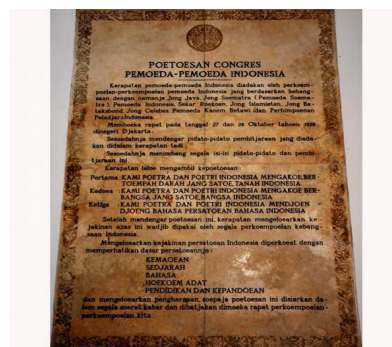 POETOESAN CONGRES
PEMOEDA-PEMOEDA INDONESIA
Kerapatan pemoeda-pemoeda Indonesia diadakan oleh perkoem-
poelan-perkoempoelan pemoeda Indonesia jang berdasarkan kebang-
saan dengan namanja Jong Java, Jong Soematra (Pemoeda Soema-
tra), Pemoeda Indonesia, Sekar Roekoen, Jong Islamieten, Jong Ba-
taksbond, Jong Celebes, Pemoeda Kaoem Betawi dan Perhimpoenan
Peladjar Indonesia
Memboeka rapat pada tanggal 27 dan 28 Oktober tahoen 1928
dinegeri Djakarta
Sesoedahnja mendengar pidato-pidato pembitjaraan jang diada-
kan didalam kerapatan tadi
Sesoedahnja menimbang segala isi-isi pidato-pidato dan pembi-
tjaraan ini
Kerapatan laloe mengambil kepoetoesan
Pertama : KAMI POETRA DAN POETRI INDONESIA MENGAKOE BER-
TOEMPAH DARAH JANG SATOE, TANAH INDONESIA
Kedoea : KAMI POETRA DAN POETRI INDONESIA MENGAKOE BER-
BANGSA JANG SATOE, BANGSA INDONESIA
Ketiga : KAMI POETRA DAN POETRI INDONESIA MENDJOEN-
DJOENG BAHASA PERSATOEAN, BAHASA INDONESIA
Setelah mendengar poetoesan ini, kerapatan mengeloearkan ke-
jakinan azas ini wadjib dipakai oleh segala perkoempoelan kebang-
saan Indonesia
Mengeloearkan kejakinan persatoean Indonesia diperkoeat dengan
memperhatikan dasar persatoeannja :
KEMAOEAN
SEDJARAH
BAHASA
HOEKOEM ADAT
PENDIDIKAN DAN KEPANDOEAN
dan mengeloearkan pengharapan, soepaja poetoesan ini disiarkan da-
lam segala soerat kabar dan dibatjakan dimoeka rapat perkoempoelan-
perkoempoelan kita